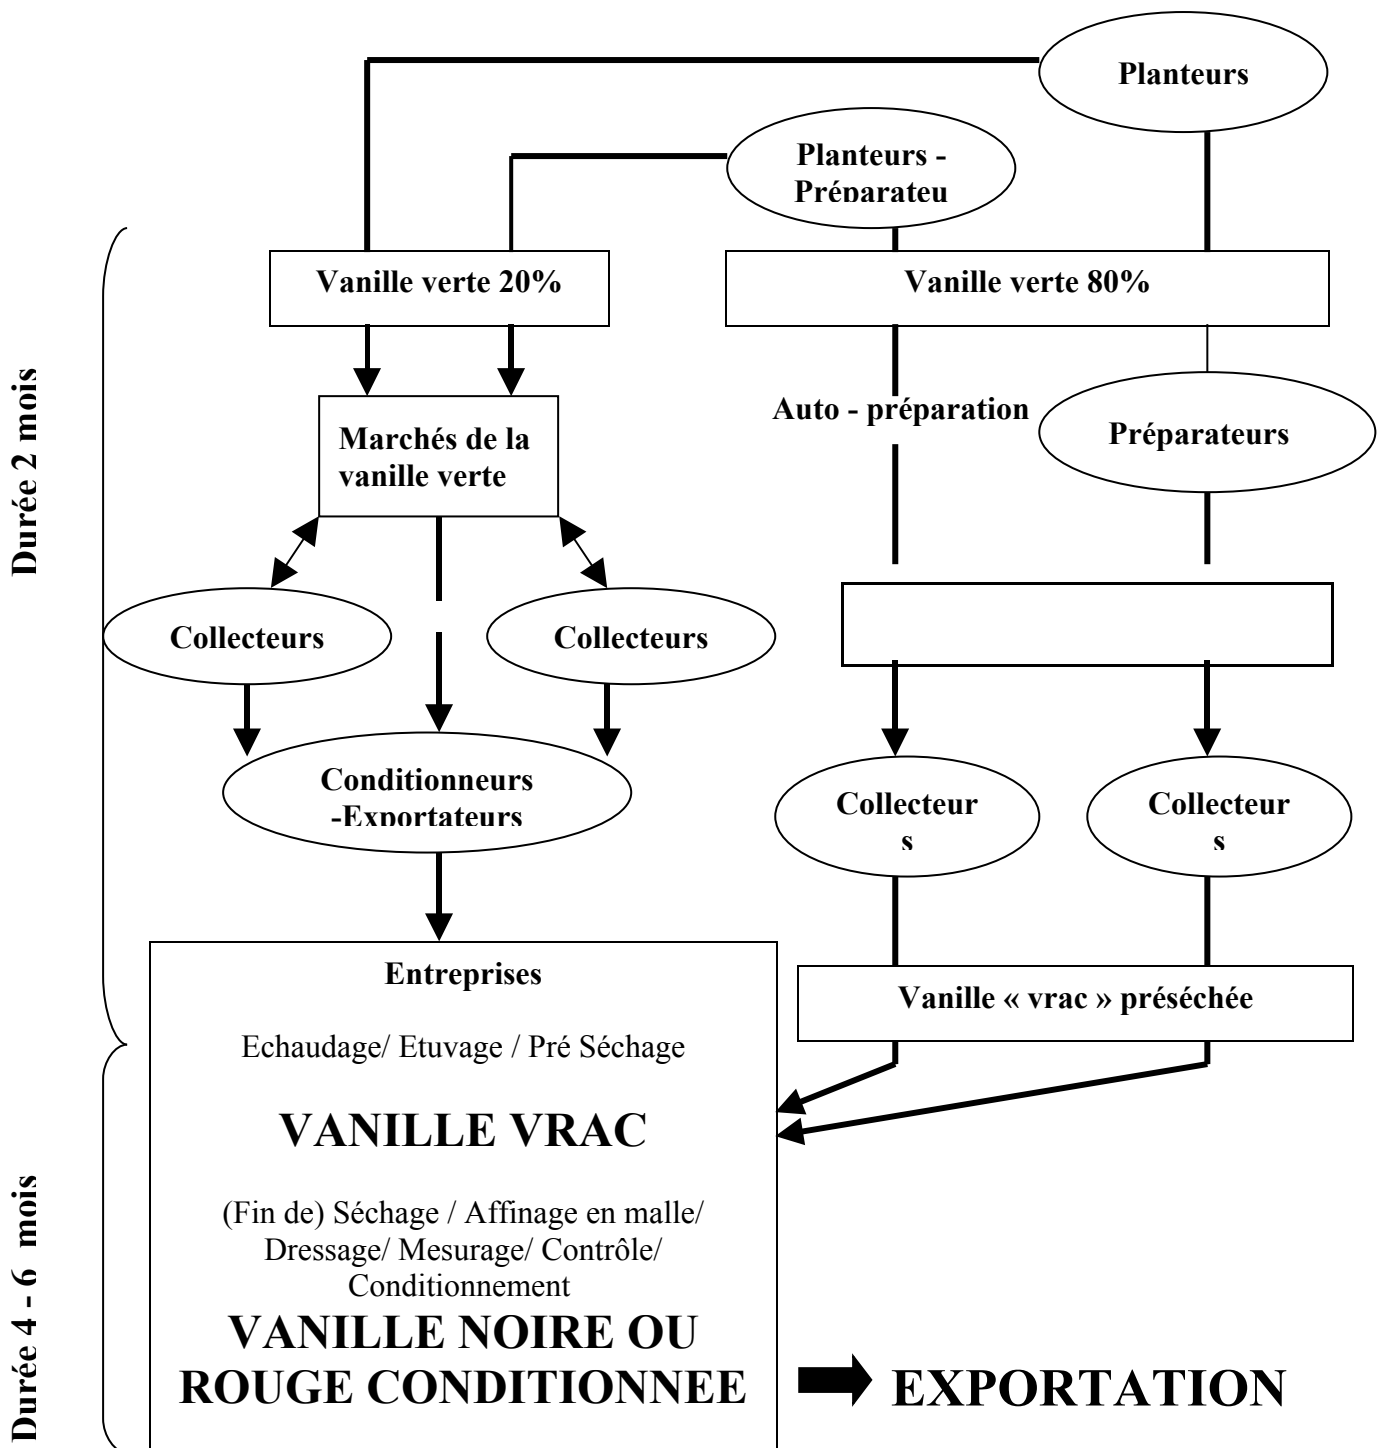 Planteurs
Planteurs -
Préparateu
Vanille verte 20%
Vanille verte 80%
Durée 2 mois
Auto - préparation
Marchés de la
vanille verte
Préparateurs
Collecteurs
Collecteurs
Conditionneurs
-Exportateurs
Collecteur
s
Collecteur
s
Entreprises
Vanille « vrac » préséchée
Echaudage/ Etuvage / Pré Séchage
VANILLE VRAC
Durée 4 - 6 mois
(Fin de) Séchage / Affinage en malle/
Dressage/ Mesurage/ Contrôle/
Conditionnement
VANILLE NOIRE OU
ROUGE CONDITIONNEE
EXPORTATION